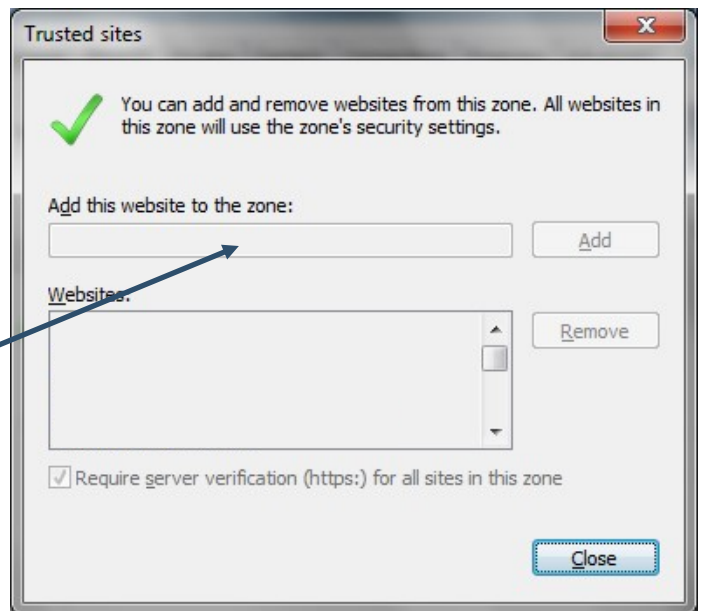 Trusted sites
You can add and remove websites from this zone. All websites in
this zone will use the zone's security settings.
Add this website to the zone:
Add
Websites:
Remove
Require server verification (https:) for all sites in this zone
Close